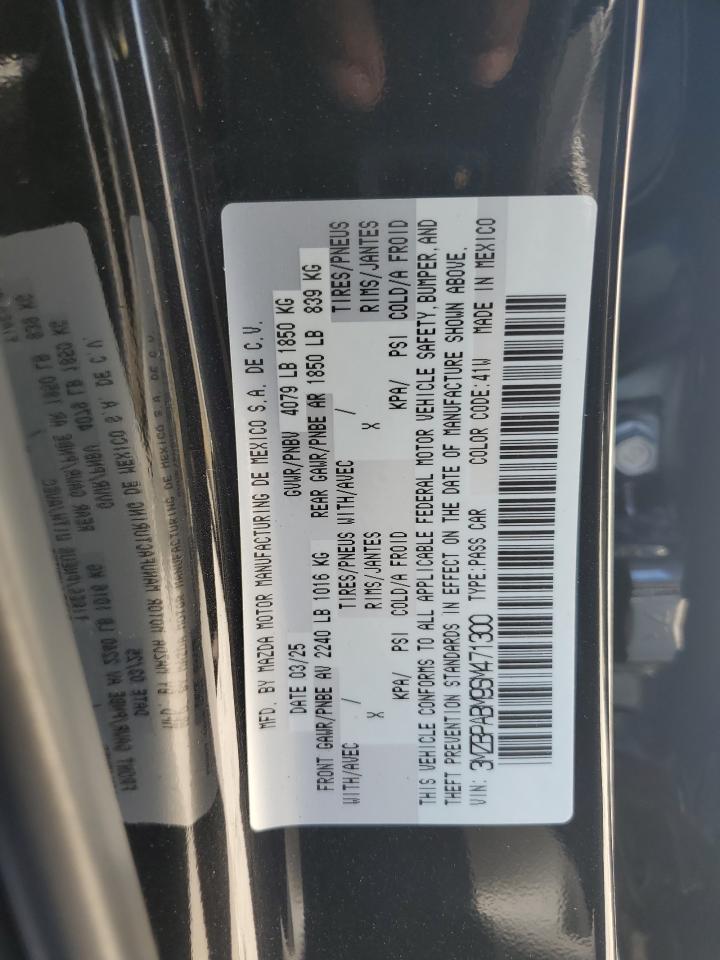 MFD. BY MAZDA MOTOR MANUFACTURING DE MEXICO S.A. DE C.V.
DATE 03/25 GVWR/PNBV 4079 LB 1850 KG
FRONT GAWR/PNBE AV 2240 LB 1016 KG REAR GAWR/PNBE AR 1850 LB 839 KG
WITH/AVEC / TIRES/PNEUS WITH/AVEC / TIRES/PNEUS
X RIMS/JANTES X RIMS/JANTES
KPA/ PSI COLD/A FROID KPA/ PSI COLD/A FROID
THIS VEHICLE CONFORMS TO ALL APPLICABLE FEDERAL MOTOR VEHICLE SAFETY, BUMPER, AND
THEFT PREVENTION STANDARDS IN EFFECT ON THE DATE OF MANUFACTURE SHOWN ABOVE.
VIN: 3MZBPABM9SM471300 TYPE:PASS CAR COLOR CODE:41W MADE IN MEXICO